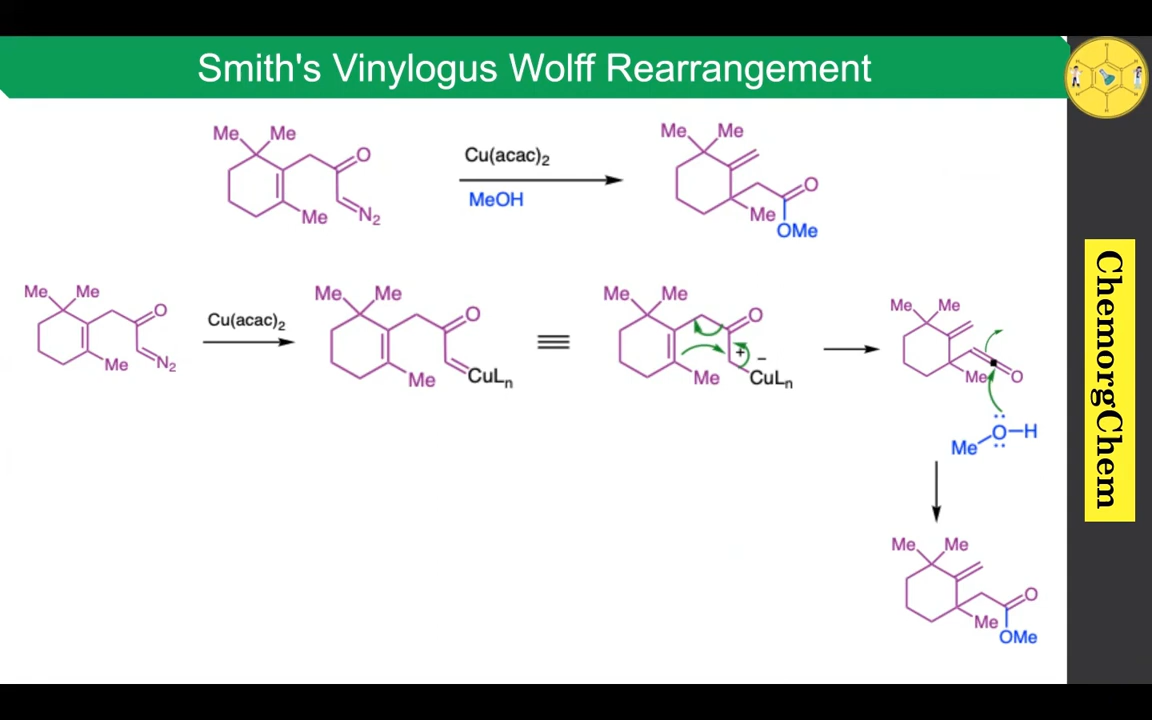 Smith's Vinylogus Wolff Rearrangement
Me Me O
Me N₂
Cu(acac)₂
MeOH
Me Me O
Me
OMe
Me Me O
Me N₂
Cu(acac)₂
Me Me O
Me CuLn
Me Me O
+ −
Me CuLn
Me Me
Me O
Me O–H
Me Me
O
Me
OMe
ChemorgChem